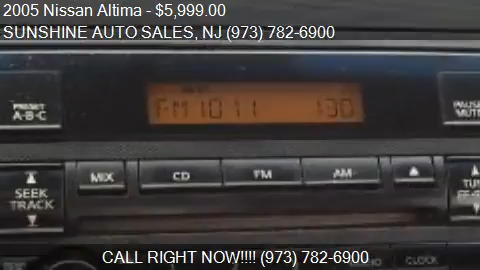 2005 Nissan Altima - $5,999.00
SUNSHINE AUTO SALES, NJ (973) 782-6900
PRESET
A-B-C
FM 101 1 130
PAUSE
MUTE
MIX CD FM AM
SEEK
TRACK
CLOCK
CALL RIGHT NOW!!!! (973) 782-6900